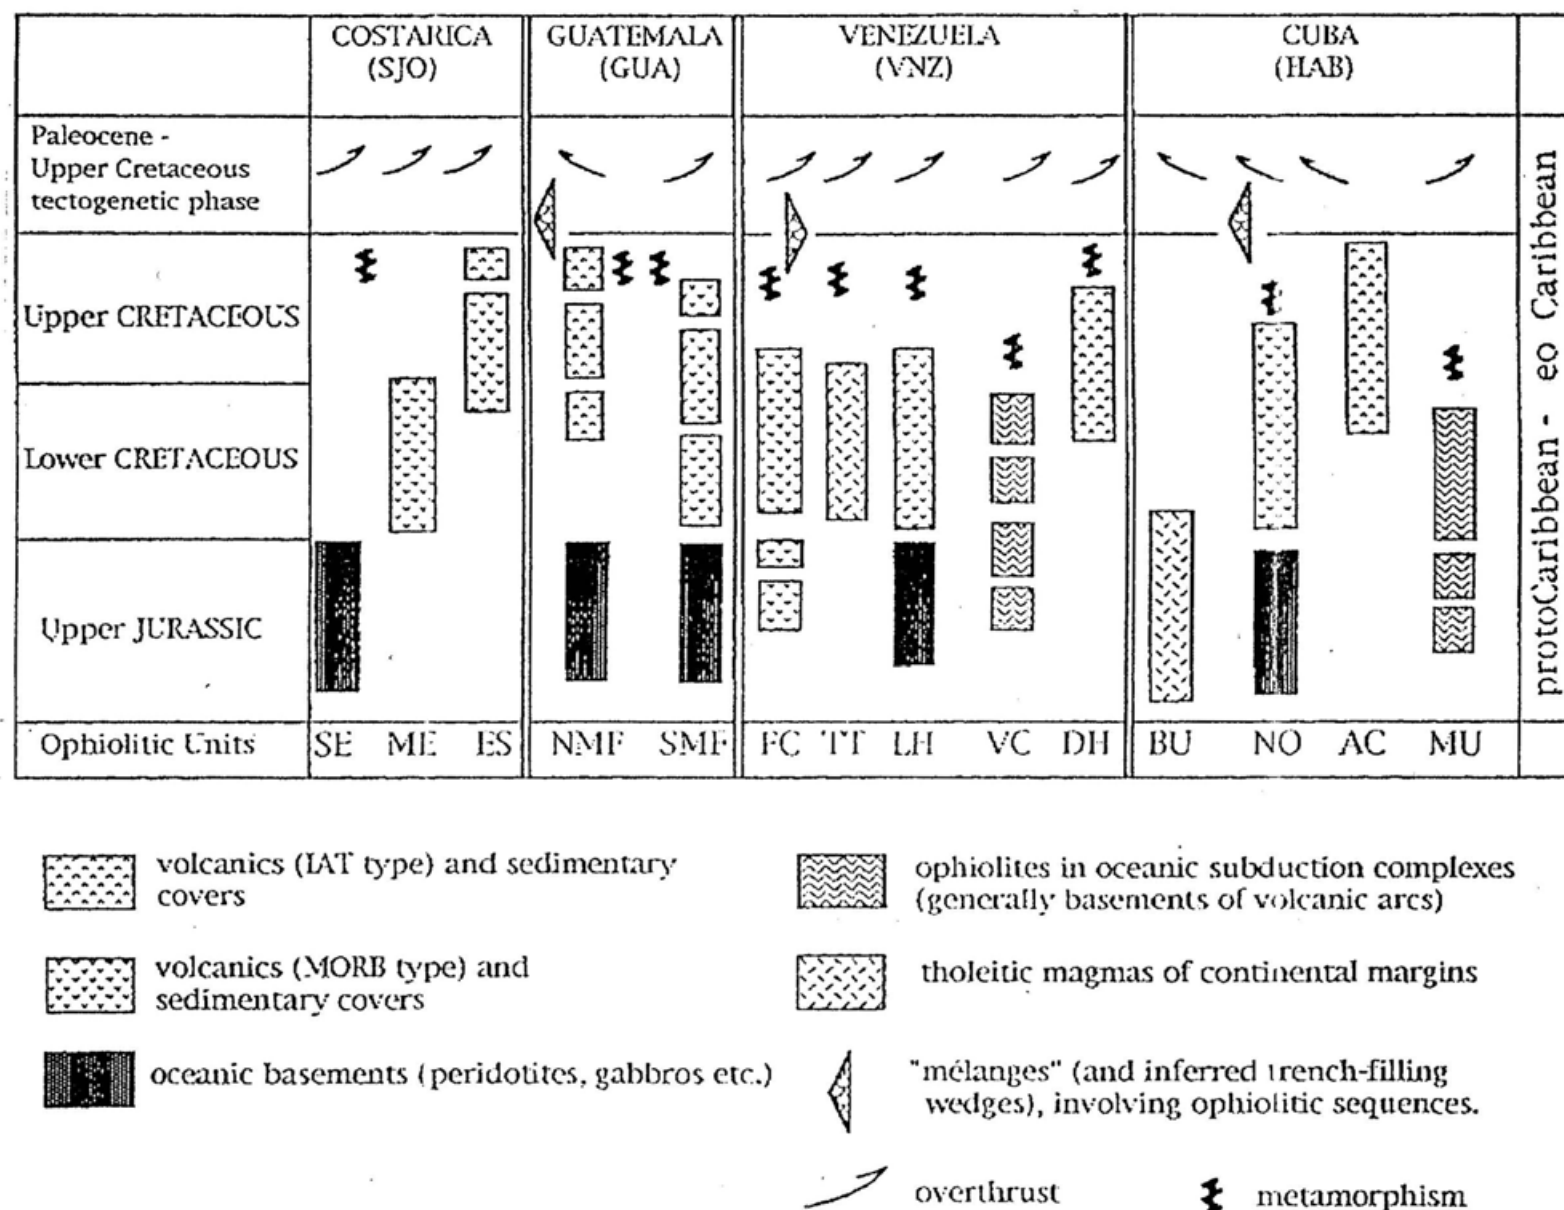 COSTARICA
(SJO)
GUATEMALA
(GUA)
VENEZUELA
(VNZ)
CUBA
(HAB)
Paleocene -
Upper Cretaceous
tectogenetic phase
Upper CRETACEOUS
Lower CRETACEOUS
Upper JURASSIC
Ophiolitic Units
SE ME ES NMF SMF FC TT LH VC DH BU NO AC MU
protoCaribbean - eo Caribbean
volcanics (IAT type) and sedimentary
covers
volcanics (MORB type) and
sedimentary covers
oceanic basements (peridotites, gabbros etc.)
ophiolites in oceanic subduction complexes
(generally basements of volcanic arcs)
tholeitic magmas of continental margins
"mélanges" (and inferred trench-filling
wedges), involving ophiolitic sequences.
overthrust
metamorphism